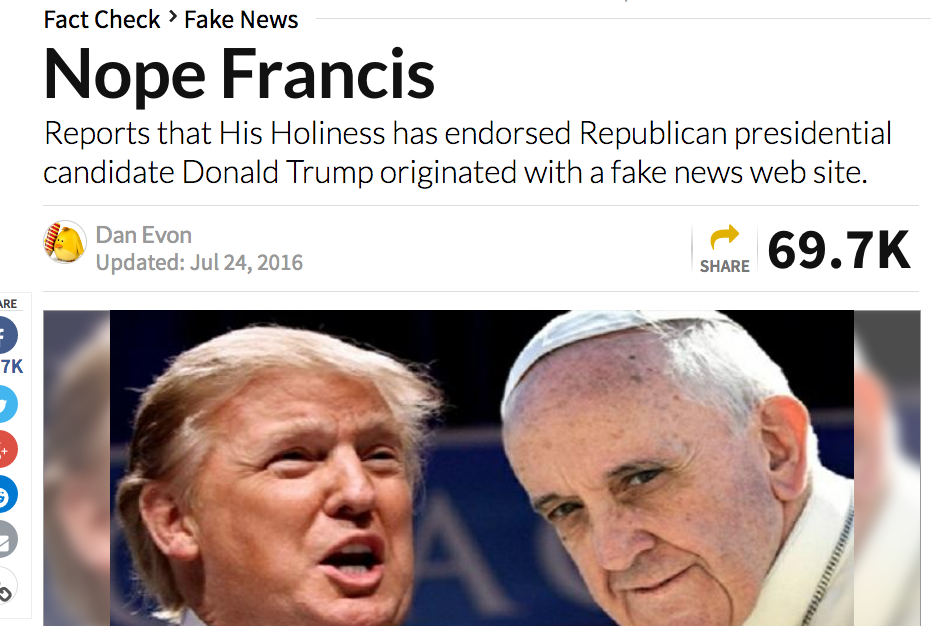 Fact Check > Fake News
Nope Francis
Reports that His Holiness has endorsed Republican presidential
candidate Donald Trump originated with a fake news web site.
Dan Evon
Updated: Jul 24, 2016
SHARE
69.7K
ARE
7K
A